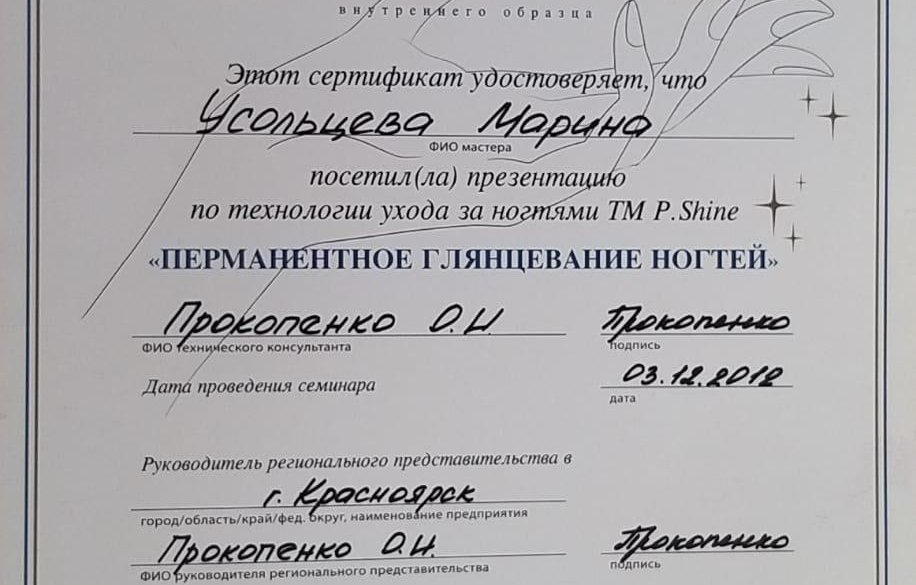 внутреннего образца
Этот сертификат удостоверяет, что
Усольцева Марина
ФИО мастера
посетил(ла) презентацию
по технологии ухода за ногтями ТМ P.Shine
«ПЕРМАНЕНТНОЕ ГЛЯНЦЕВАНИЕ НОГТЕЙ»
Прокопенко О.И. Прокопенко
ФИО технического консультанта подпись
Дата проведения семинара 03.12.2012
дата
Руководитель регионального представительства в
г. Красноярск
город/область/край/фед. округ, наименование предприятия
Прокопенко О.И. Прокопенко
ФИО руководителя регионального представительства подпись